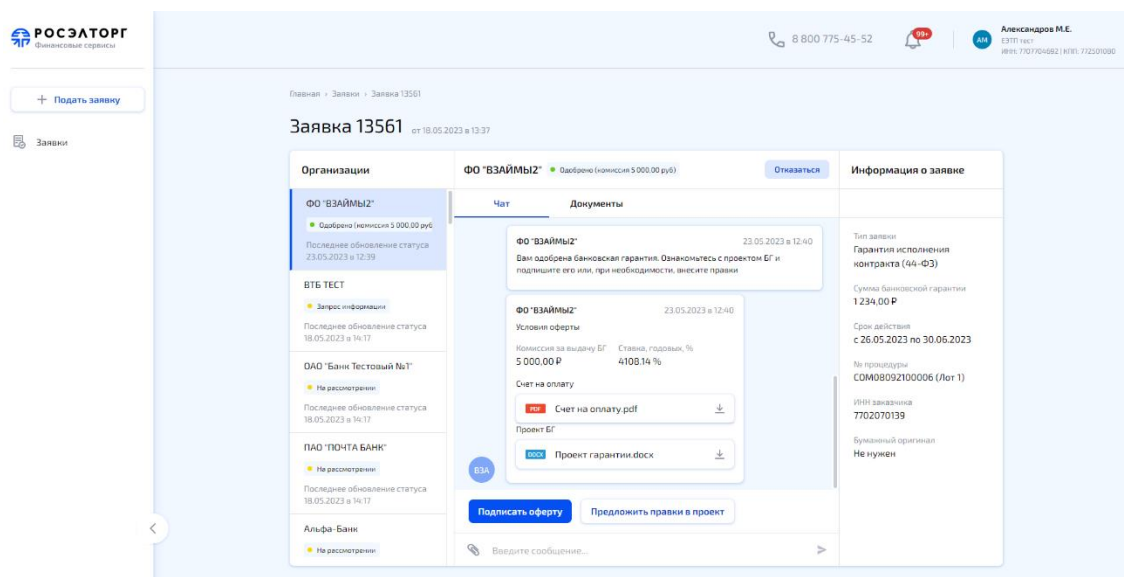 РОСЭЛТОРГ
Финансовые сервисы
8 800 775-45-52
99+
АМ
Александров М.Е.
ЕЭТП тест
ИНН: 7707704692 | КПП: 772501080
+ Подать заявку
Заявки
Главная › Заявки › Заявка 13561
Заявка 13561 от 18.05.2023 в 13:37
Организации
ФО "ВЗАЙМЫ2"
Одобрено (комиссия 5 000,00 руб
Последнее обновление статуса
23.05.2023 в 12:39
ВТБ ТЕСТ
Запрос информации
Последнее обновление статуса
18.05.2023 в 14:17
ОАО "Банк Тестовый №1"
На рассмотрении
Последнее обновление статуса
18.05.2023 в 14:17
ПАО "ПОЧТА БАНК"
На рассмотрении
Последнее обновление статуса
18.05.2023 в 14:17
Альфа-Банк
На рассмотрении
ФО "ВЗАЙМЫ2" Одобрено (комиссия 5 000,00 руб)
Отказаться
Чат Документы
ФО "ВЗАЙМЫ2" 23.05.2023 в 12:40
Вам одобрена банковская гарантия. Ознакомьтесь с проектом БГ и
подпишите его или, при необходимости, внесите правки
ФО "ВЗАЙМЫ2" 23.05.2023 в 12:40
Условия оферты
Комиссия за выдачу БГ Ставка, годовых, %
5 000,00 ₽ 4108.14 %
Счет на оплату
PDF Счет на оплату.pdf
Проект БГ
DOCX Проект гарантии.docx
ВЗА
Подписать оферту Предложить правки в проект
Введите сообщение...
Информация о заявке
Тип заявки
Гарантия исполнения
контракта (44-ФЗ)
Сумма банковской гарантии
1 234,00 ₽
Срок действия
с 26.05.2023 по 30.06.2023
№ процедуры
COM08092100006 (Лот 1)
ИНН заказчика
7702070139
Бумажный оригинал
Не нужен